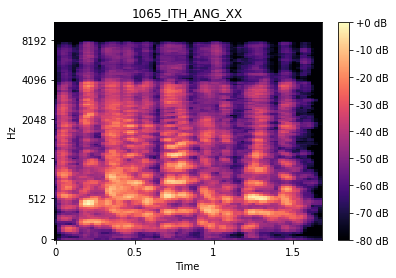 1065_ITH_ANG_XX
+0 dB
8192
-10 dB
4096
-20 dB
-30 dB
2048
Hz
-40 dB
1024
-50 dB
512
-60 dB
-70 dB
0
-80 dB
0
0.5
1
1.5
Time